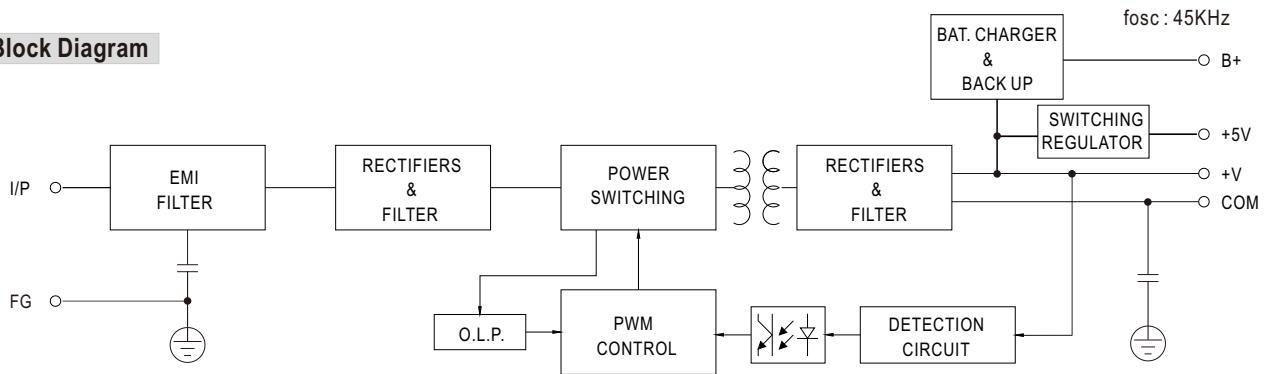 Block Diagram
fosc : 45KHz
BAT. CHARGER
&
BACK UP
B+
SWITCHING
REGULATOR
+5V
I/P
EMI
FILTER
RECTIFIERS
&
FILTER
POWER
SWITCHING
RECTIFIERS
&
FILTER
+V
COM
FG
O.L.P.
PWM
CONTROL
DETECTION
CIRCUIT